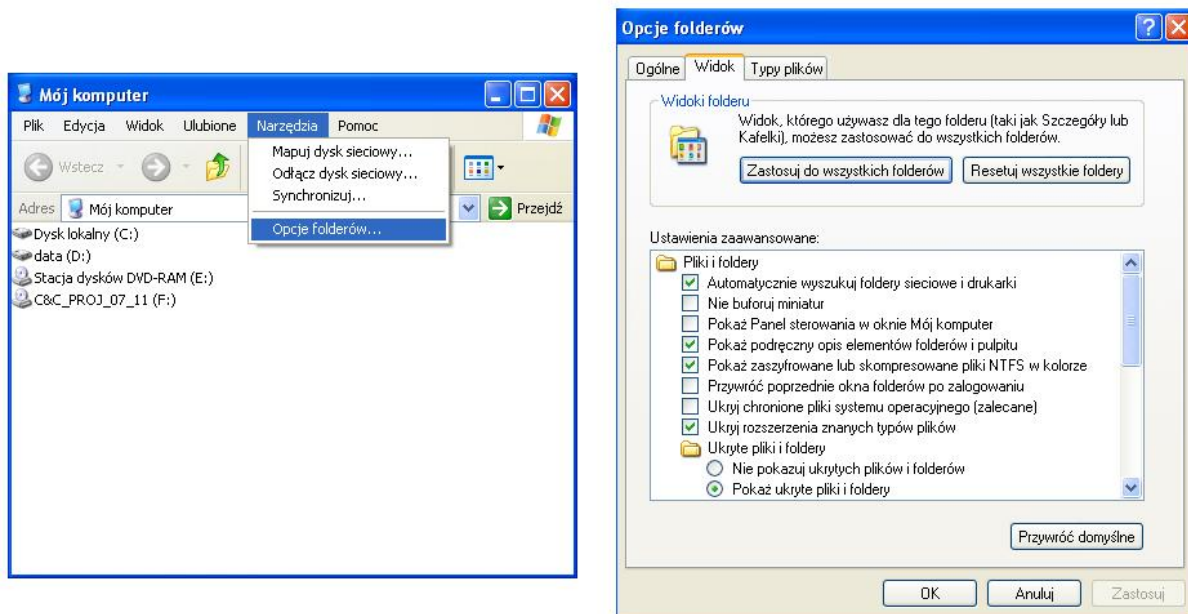 Mój komputer
Plik Edycja Widok Ulubione Narzędzia Pomoc
Wstecz
Mapuj dysk sieciowy...
Odłącz dysk sieciowy...
Synchronizuj...
Opcje folderów...
Adres Mój komputer Przejdź
Dysk lokalny (C:)
data (D:)
Stacja dysków DVD-RAM (E:)
C&C_PROJ_07_11 (F:)
Opcje folderów
Ogólne Widok Typy plików
Widoki folderu
Widok, którego używasz dla tego folderu (taki jak Szczegóły lub
Kafelki), możesz zastosować do wszystkich folderów.
Zastosuj do wszystkich folderów Resetuj wszystkie foldery
Ustawienia zaawansowane:
Pliki i foldery
Automatycznie wyszukuj foldery sieciowe i drukarki
Nie buforuj miniatur
Pokaż Panel sterowania w oknie Mój komputer
Pokaż podręczny opis elementów folderów i pulpitu
Pokaż zaszyfrowane lub skompresowane pliki NTFS w kolorze
Przywróć poprzednie okna folderów po zalogowaniu
Ukryj chronione pliki systemu operacyjnego (zalecane)
Ukryj rozszerzenia znanych typów plików
Ukryte pliki i foldery
Nie pokazuj ukrytych plików i folderów
Pokaż ukryte pliki i foldery
Przywróć domyślne
OK Anuluj Zastosuj